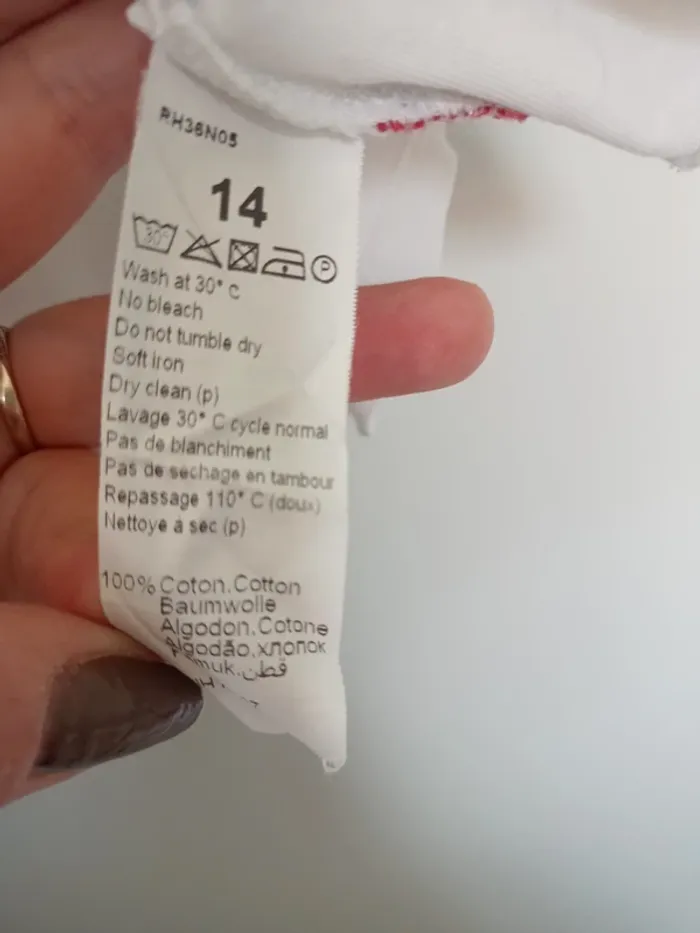 RH36N05
14
30°
P
Wash at 30° c
No bleach
Do not tumble dry
Soft iron
Dry clean (p)
Lavage 30° C cycle normal
Pas de blanchiment
Pas de sechage en tambour
Repassage 110° C (doux)
Nettoye à sec (p)
100% Coton.Cotton
Baumwolle
Algodon.Cotone
Algodão.хлопок
قطن